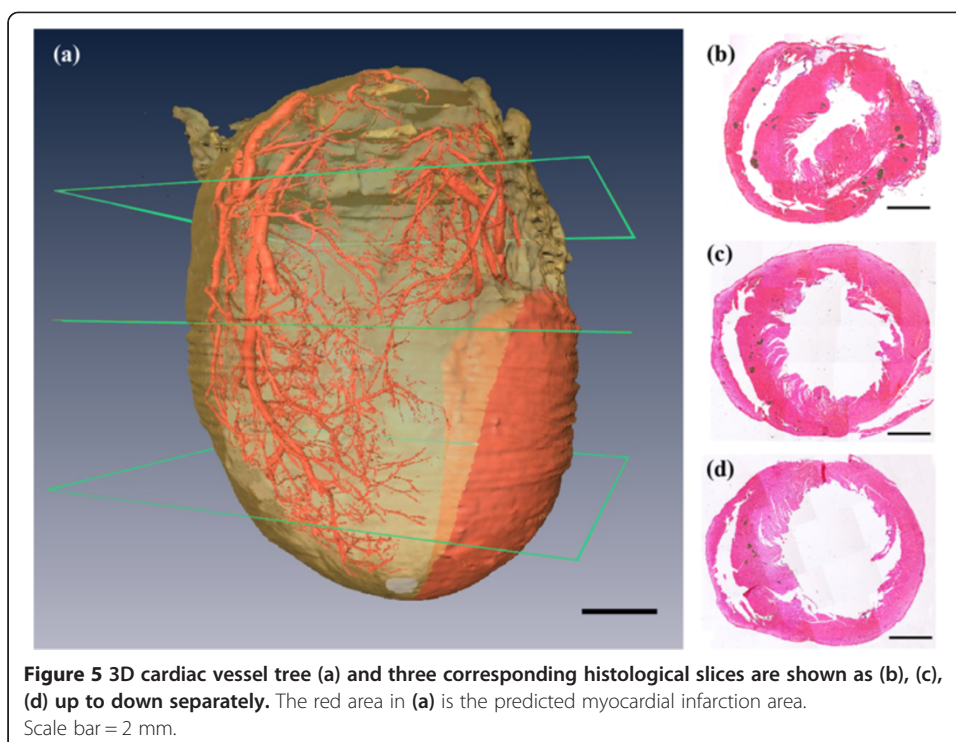 (a)
(b)
(c)
(d)
Figure 5 3D cardiac vessel tree (a) and three corresponding histological slices are shown as (b), (c),
(d) up to down separately. The red area in (a) is the predicted myocardial infarction area.
Scale bar = 2 mm.